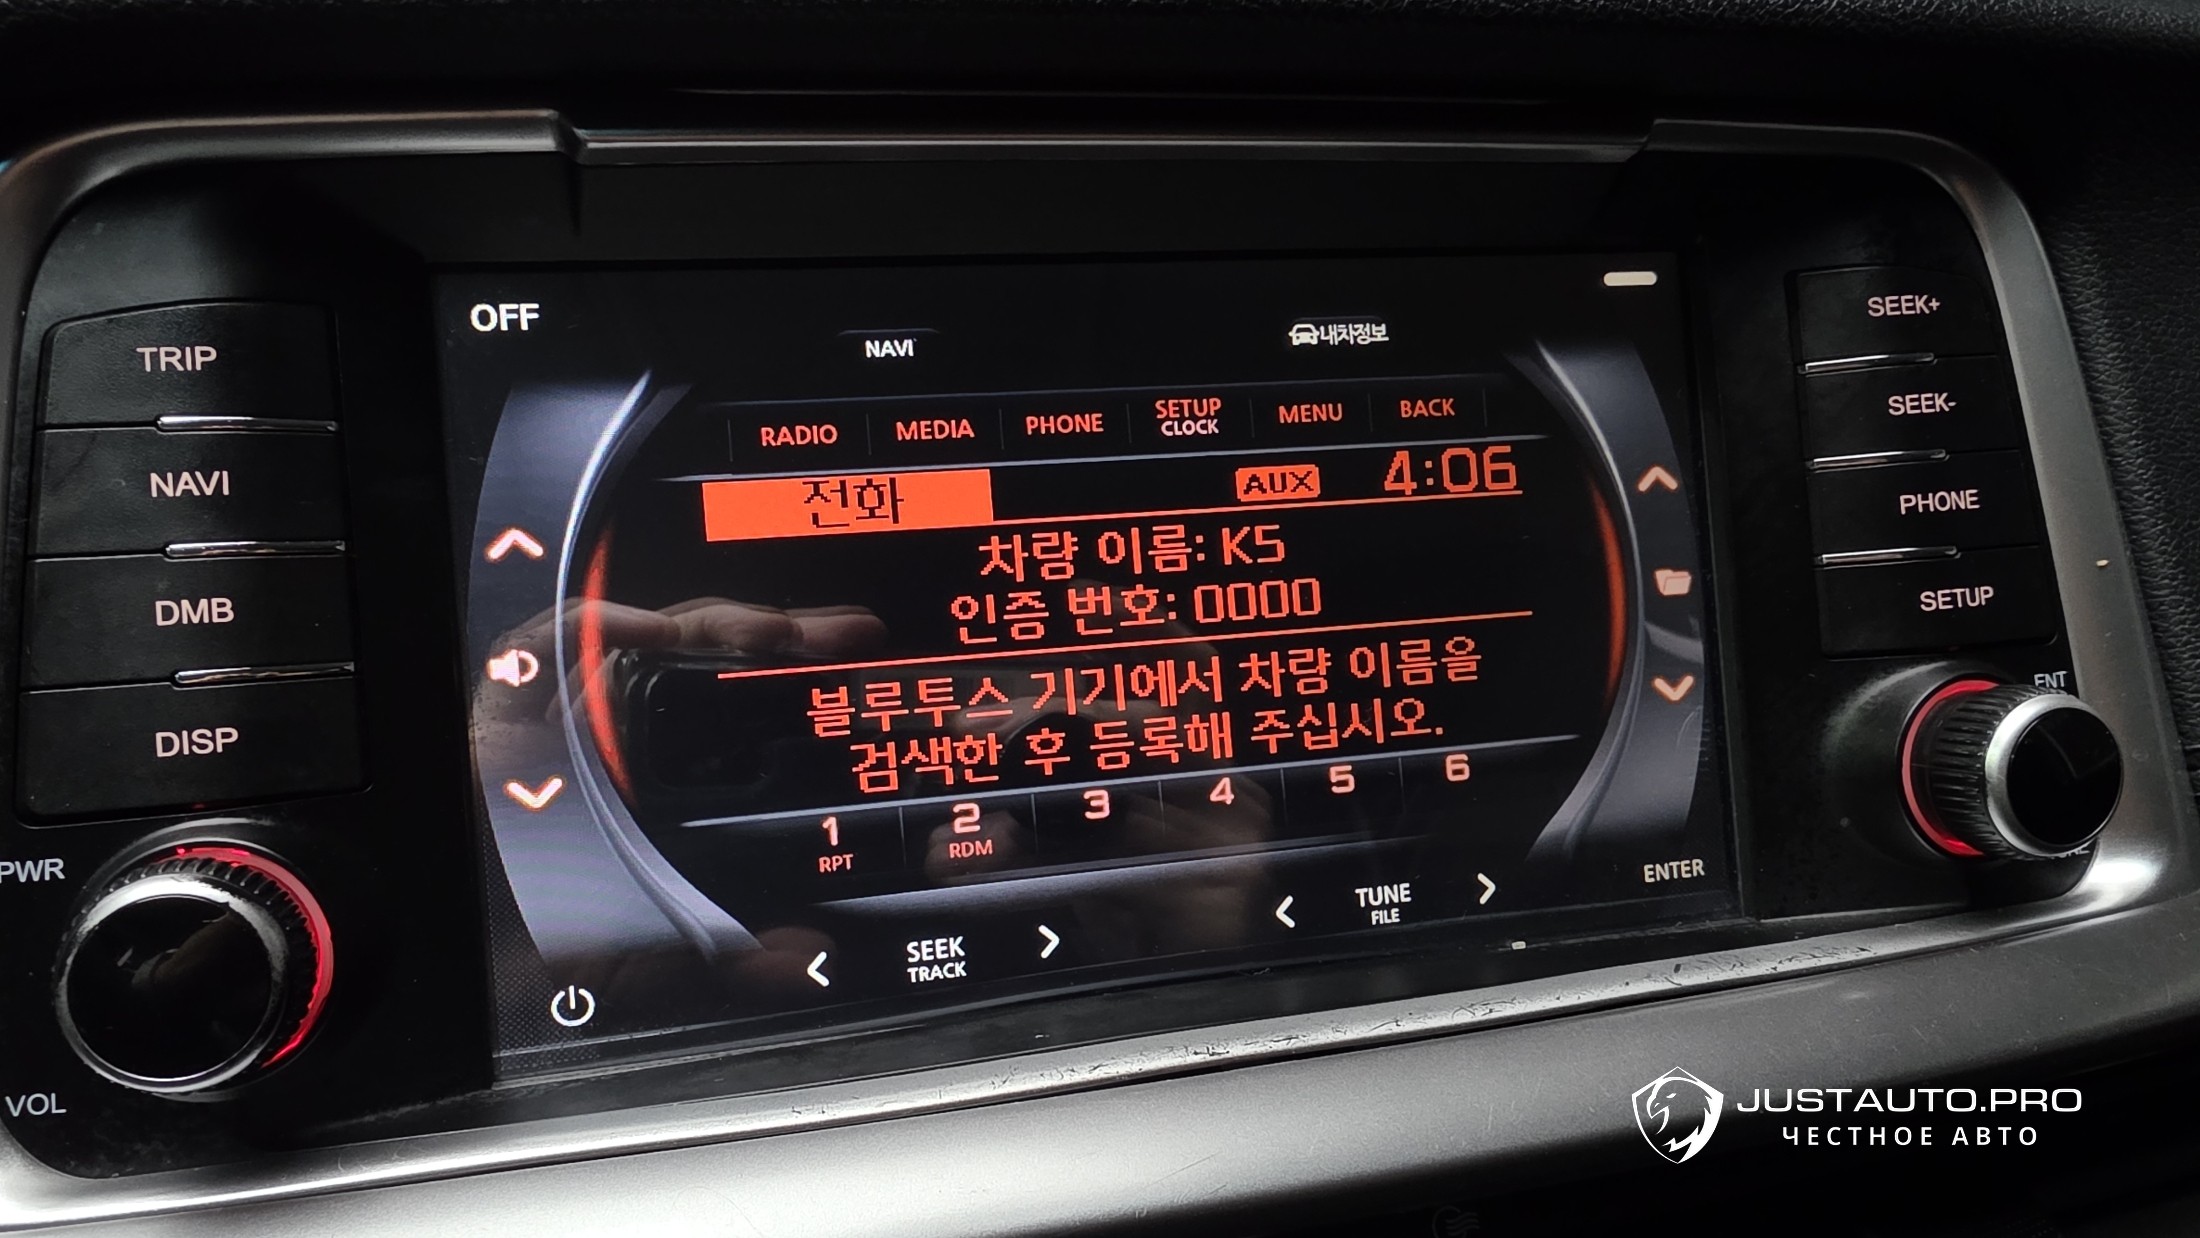 TRIP
NAVI
DMB
DISP
PWR
VOL
OFF
NAVI
내차정보
RADIO MEDIA PHONE SETUP MENU BACK
CLOCK
전화 AUX 4:06
차량 이름: K5
인증 번호: 0000
블루투스 기기에서 차량 이름을
검색한 후 등록해 주십시오.
1 2 3 4 5 6
RPT RDM
SEEK
TRACK
TUNE
FILE
ENTER
SEEK+
SEEK-
PHONE
SETUP
ENT
JUSTAUTO.PRO
ЧЕСТНОЕ АВТО